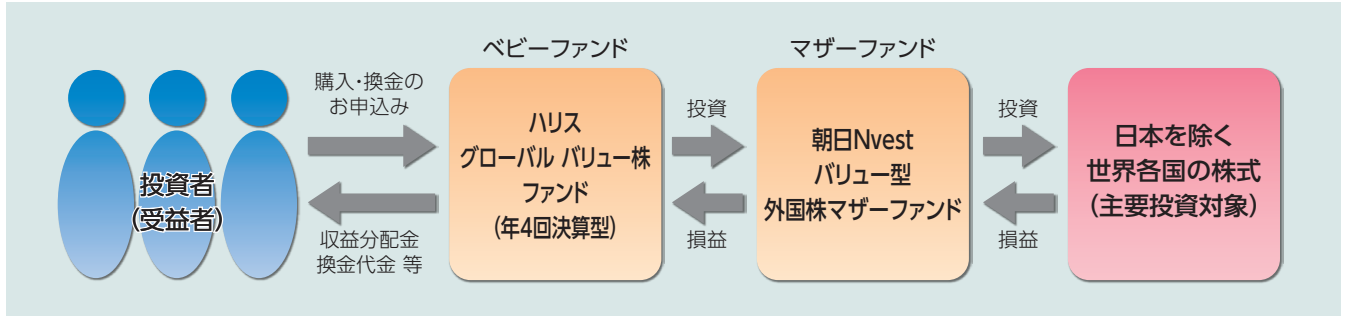 ベビーファンド
マザーファンド
投資者
(受益者)
購入・換金の
お申込み
収益分配金
換金代金 等
ハリス
グローバル バリュー株
ファンド
(年4回決算型)
投資
損益
朝日Nvest
バリュー型
外国株マザーファンド
投資
損益
日本を除く
世界各国の株式
(主要投資対象)